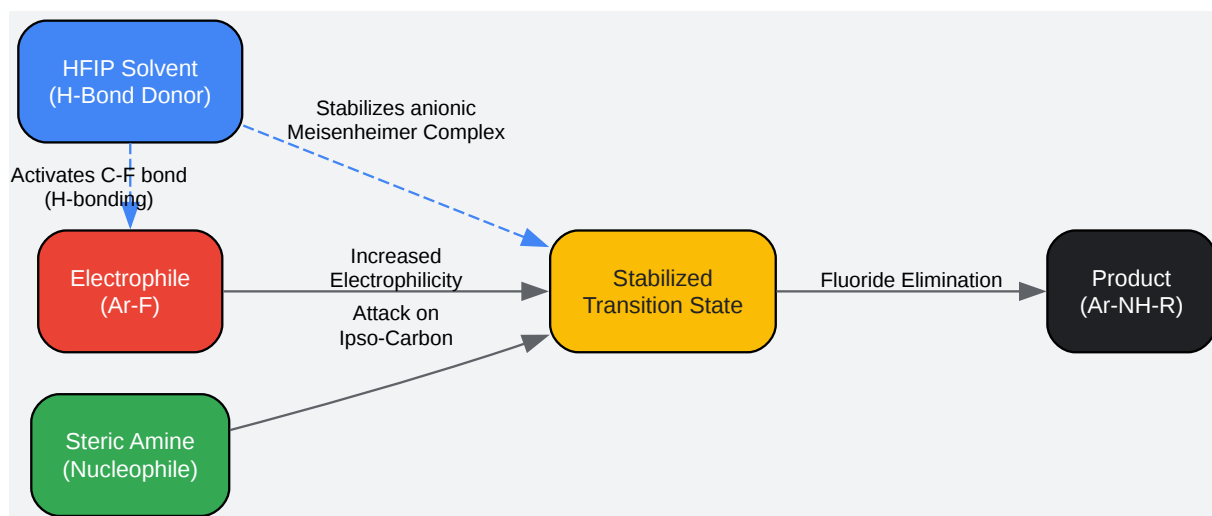 HFIP Solvent
(H-Bond Donor)
Stabilizes anionic
Meisenheimer Complex
Activates C-F bond
(H-bonding)
Electrophile
(Ar-F)
Increased
Electrophilicity
Stabilized
Transition State
Fluoride Elimination
Product
(Ar-NH-R)
Attack on
Ipso-Carbon
Steric Amine
(Nucleophile)